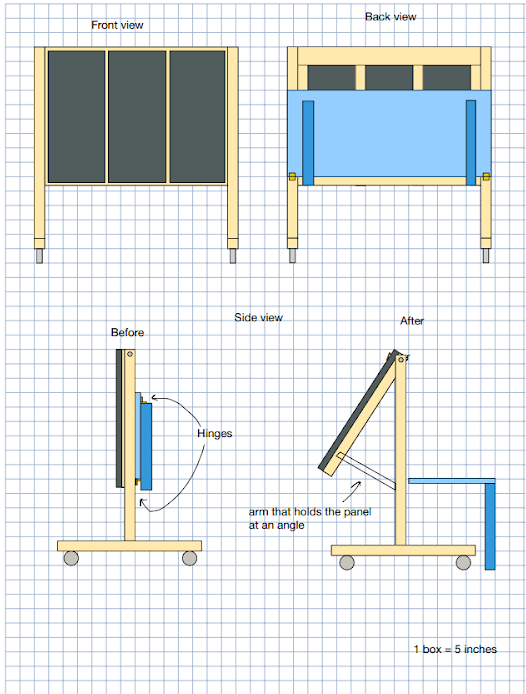 Front view
Back view
Side view
Before
After
Hinges
arm that holds the panel
at an angle
1 box = 5 inches